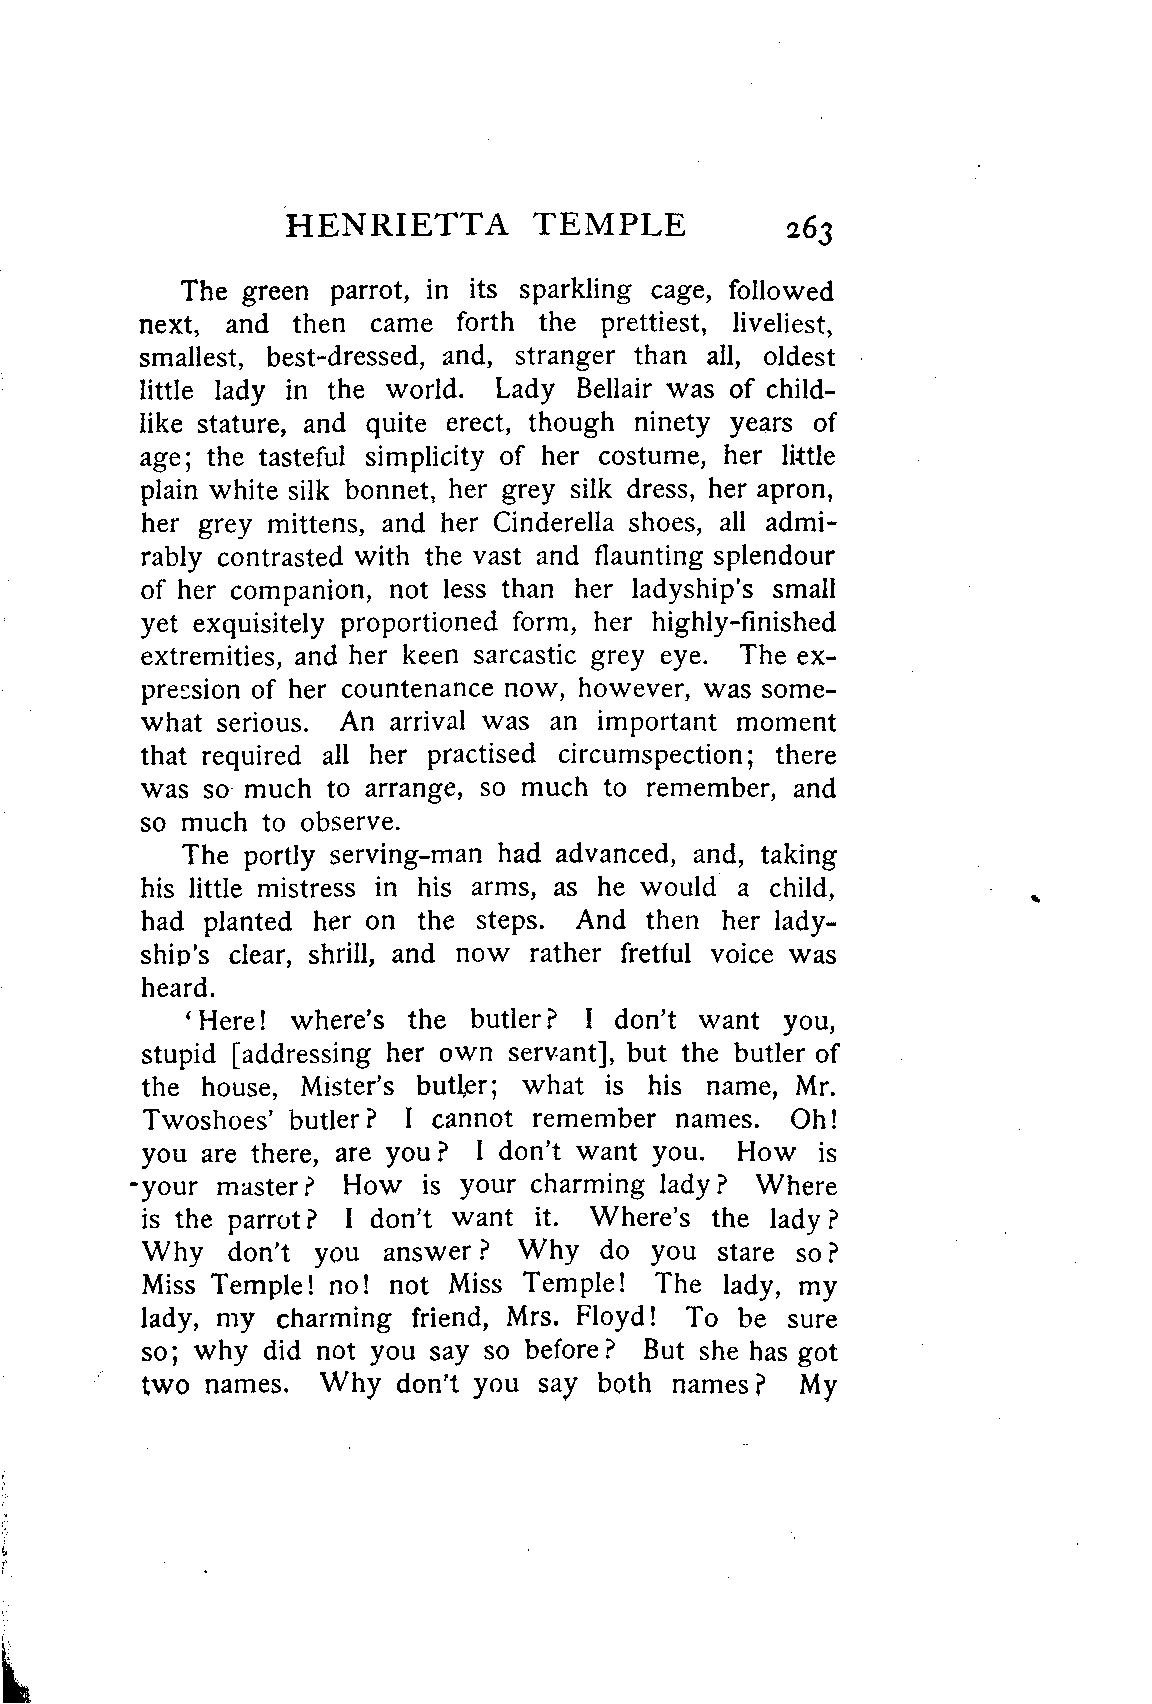 HENRIETTA TEMPLE 263
The green parrot, in its sparkling cage, followed
next, and then came forth the prettiest, liveliest,
smallest, best-dressed, and, stranger than all, oldest
little lady in the world. Lady Bellair was of child-
like stature, and quite erect, though ninety years of
age; the tasteful simplicity of her costume, her little
plain white silk bonnet, her grey silk dress, her apron,
her grey mittens, and her Cinderella shoes, all admi-
rably contrasted with the vast and flaunting splendour
of her companion, not less than her ladyship's small
yet exquisitely proportioned form, her highly-finished
extremities, and her keen sarcastic grey eye. The ex-
pression of her countenance now, however, was some-
what serious. An arrival was an important moment
that required all her practised circumspection; there
was so much to arrange, so much to remember, and
so much to observe.
The portly serving-man had advanced, and, taking
his little mistress in his arms, as he would a child,
had planted her on the steps. And then her lady-
ship's clear, shrill, and now rather fretful voice was
heard.
‘Here! where's the butler? I don't want you,
stupid [addressing her own servant], but the butler of
the house, Mister's butler; what is his name, Mr.
Twoshoes' butler? I cannot remember names. Oh!
you are there, are you? I don't want you. How is
your master? How is your charming lady? Where
is the parrot? I don't want it. Where's the lady?
Why don't you answer? Why do you stare so?
Miss Temple! no! not Miss Temple! The lady, my
lady, my charming friend, Mrs. Floyd! To be sure
so; why did not you say so before? But she has got
two names. Why don't you say both names? My